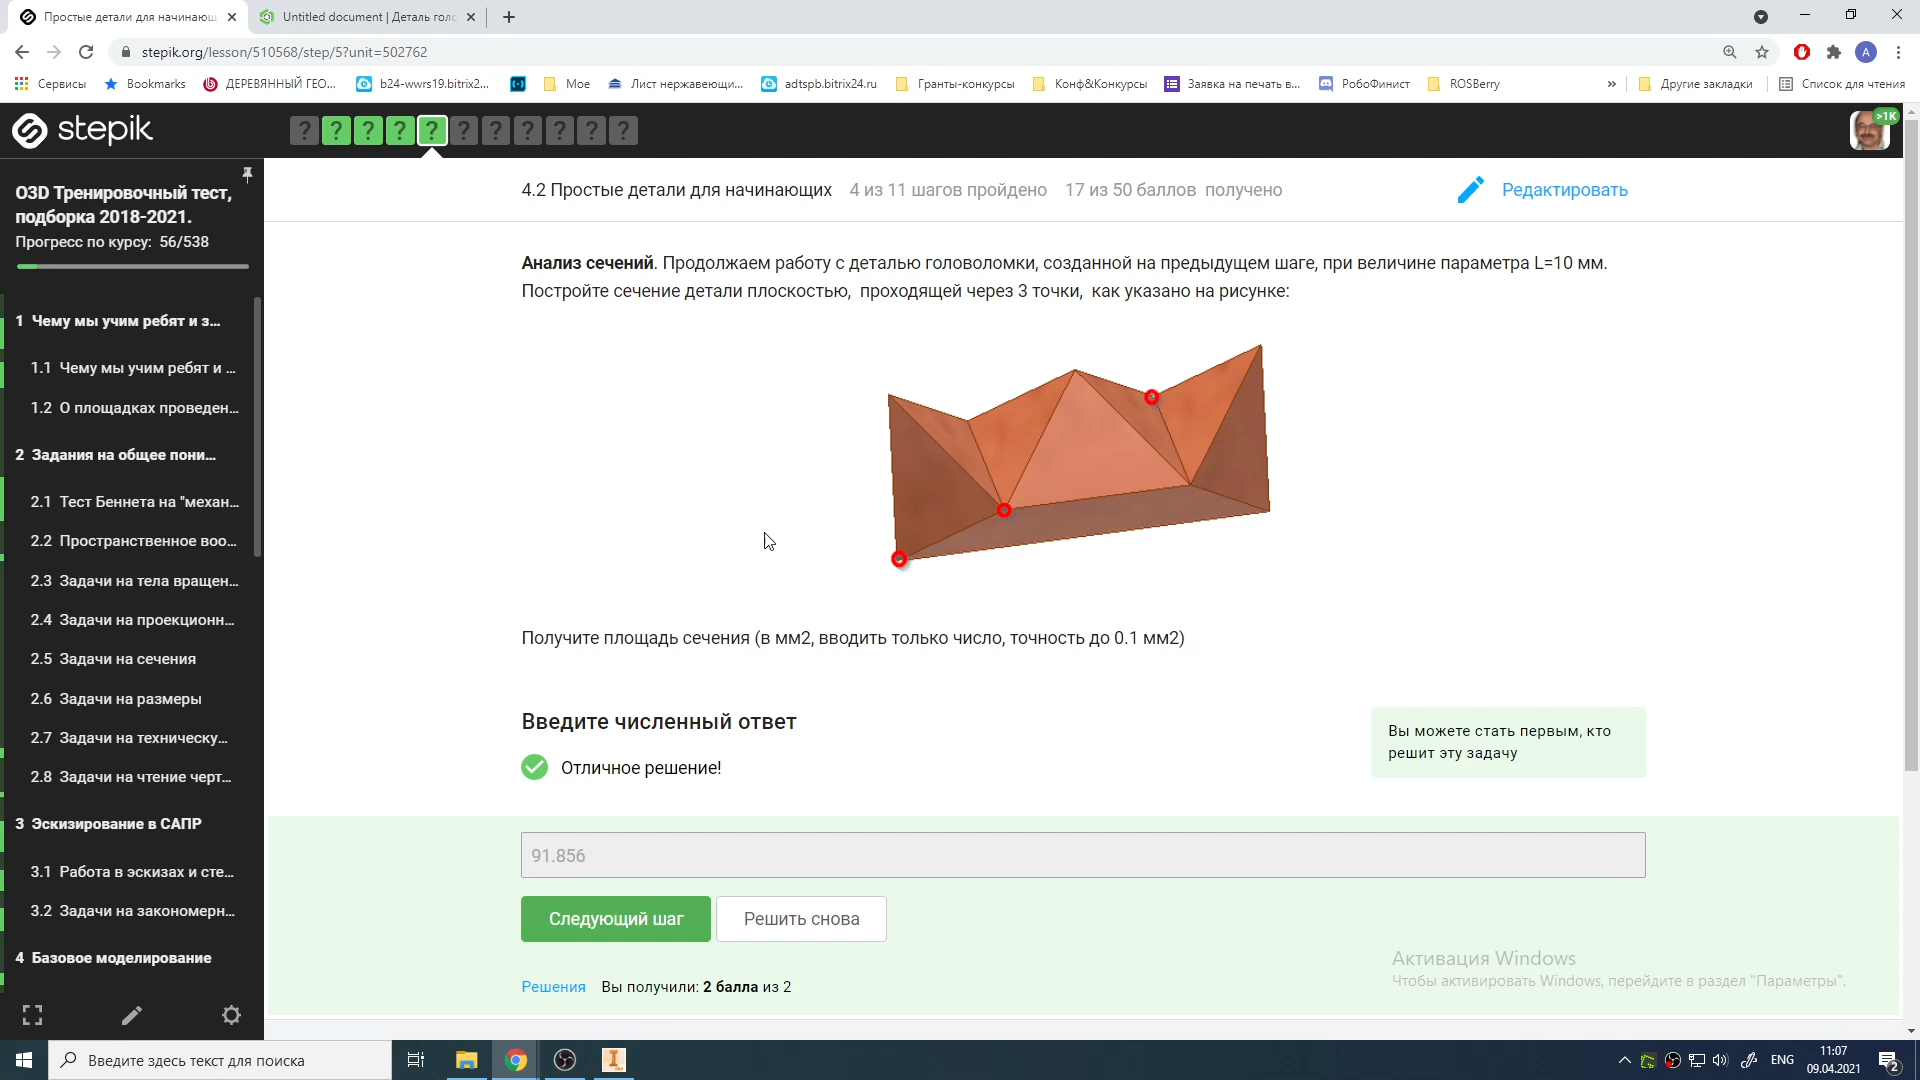 Простые детали для начинающ
Untitled document | Деталь голо
stepik.org/lesson/510568/step/5?unit=502762
A
Сервисы
Bookmarks
ДЕРЕВЯННЫЙ ГЕО...
b24-wwrs19.bitrix2...
Мое
Лист нержавеющи...
adtspb.bitrix24.ru
Гранты-конкурсы
Конф&Конкурсы
Заявка на печать в...
РобоФинист
ROSBerry
»
Другие закладки
Список для чтения
stepik
? ? ? ? ? ? ? ? ? ? ?
>1K
О3D Тренировочный тест,
подборка 2018-2021.
Прогресс по курсу: 56/538
1 Чему мы учим ребят и з...
1.1 Чему мы учим ребят и ...
1.2 О площадках проведен...
2 Задания на общее пони...
2.1 Тест Беннета на "механ...
2.2 Пространственное воо...
2.3 Задачи на тела вращен...
2.4 Задачи на проекционн...
2.5 Задачи на сечения
2.6 Задачи на размеры
2.7 Задачи на техническу...
2.8 Задачи на чтение черт...
3 Эскизирование в САПР
3.1 Работа в эскизах и сте...
3.2 Задачи на закономерн...
4 Базовое моделирование
4.2 Простые детали для начинающих 4 из 11 шагов пройдено 17 из 50 баллов получено
Редактировать
Анализ сечений. Продолжаем работу с деталью головоломки, созданной на предыдущем шаге, при величине параметра L=10 мм.
Постройте сечение детали плоскостью, проходящей через 3 точки, как указано на рисунке:
Получите площадь сечения (в мм2, вводить только число, точность до 0.1 мм2)
Введите численный ответ
Отличное решение!
Вы можете стать первым, кто
решит эту задачу
91.856
Следующий шаг
Решить снова
Решения Вы получили: 2 балла из 2
Активация Windows
Чтобы активировать Windows, перейдите в раздел "Параметры".
Введите здесь текст для поиска
ENG
11:07
09.04.2021
2